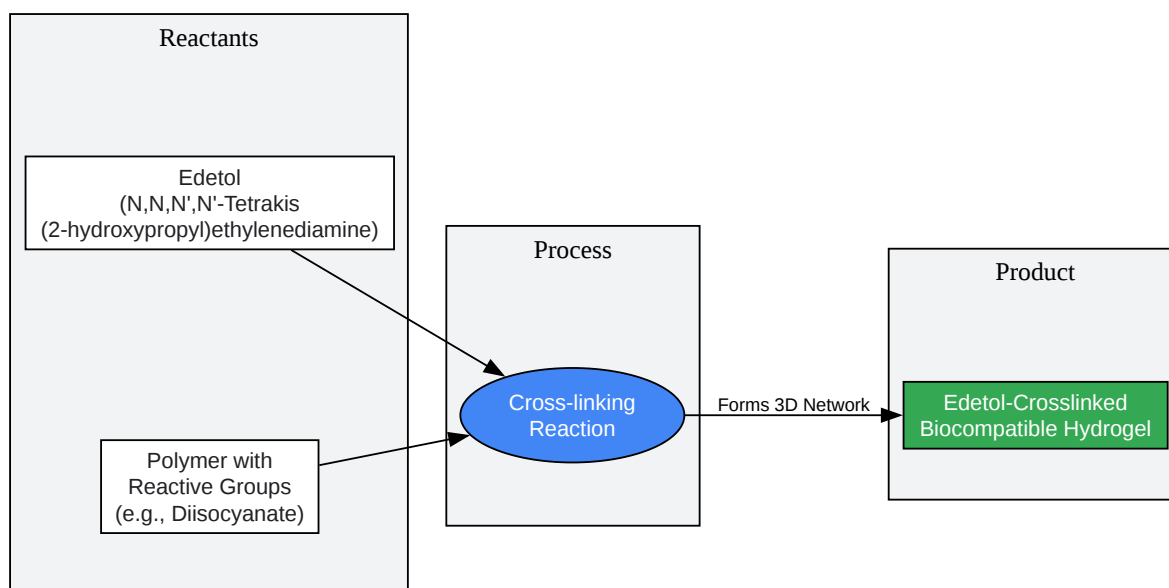 Reactants
Edetol
(N,N,N',N'-Tetrakis
(2-hydroxypropyl)ethylenediamine)
Polymer with
Reactive Groups
(e.g., Diisocyanate)
Process
Cross-linking
Reaction
Forms 3D Network
Product
Edetol-Crosslinked
Biocompatible Hydrogel